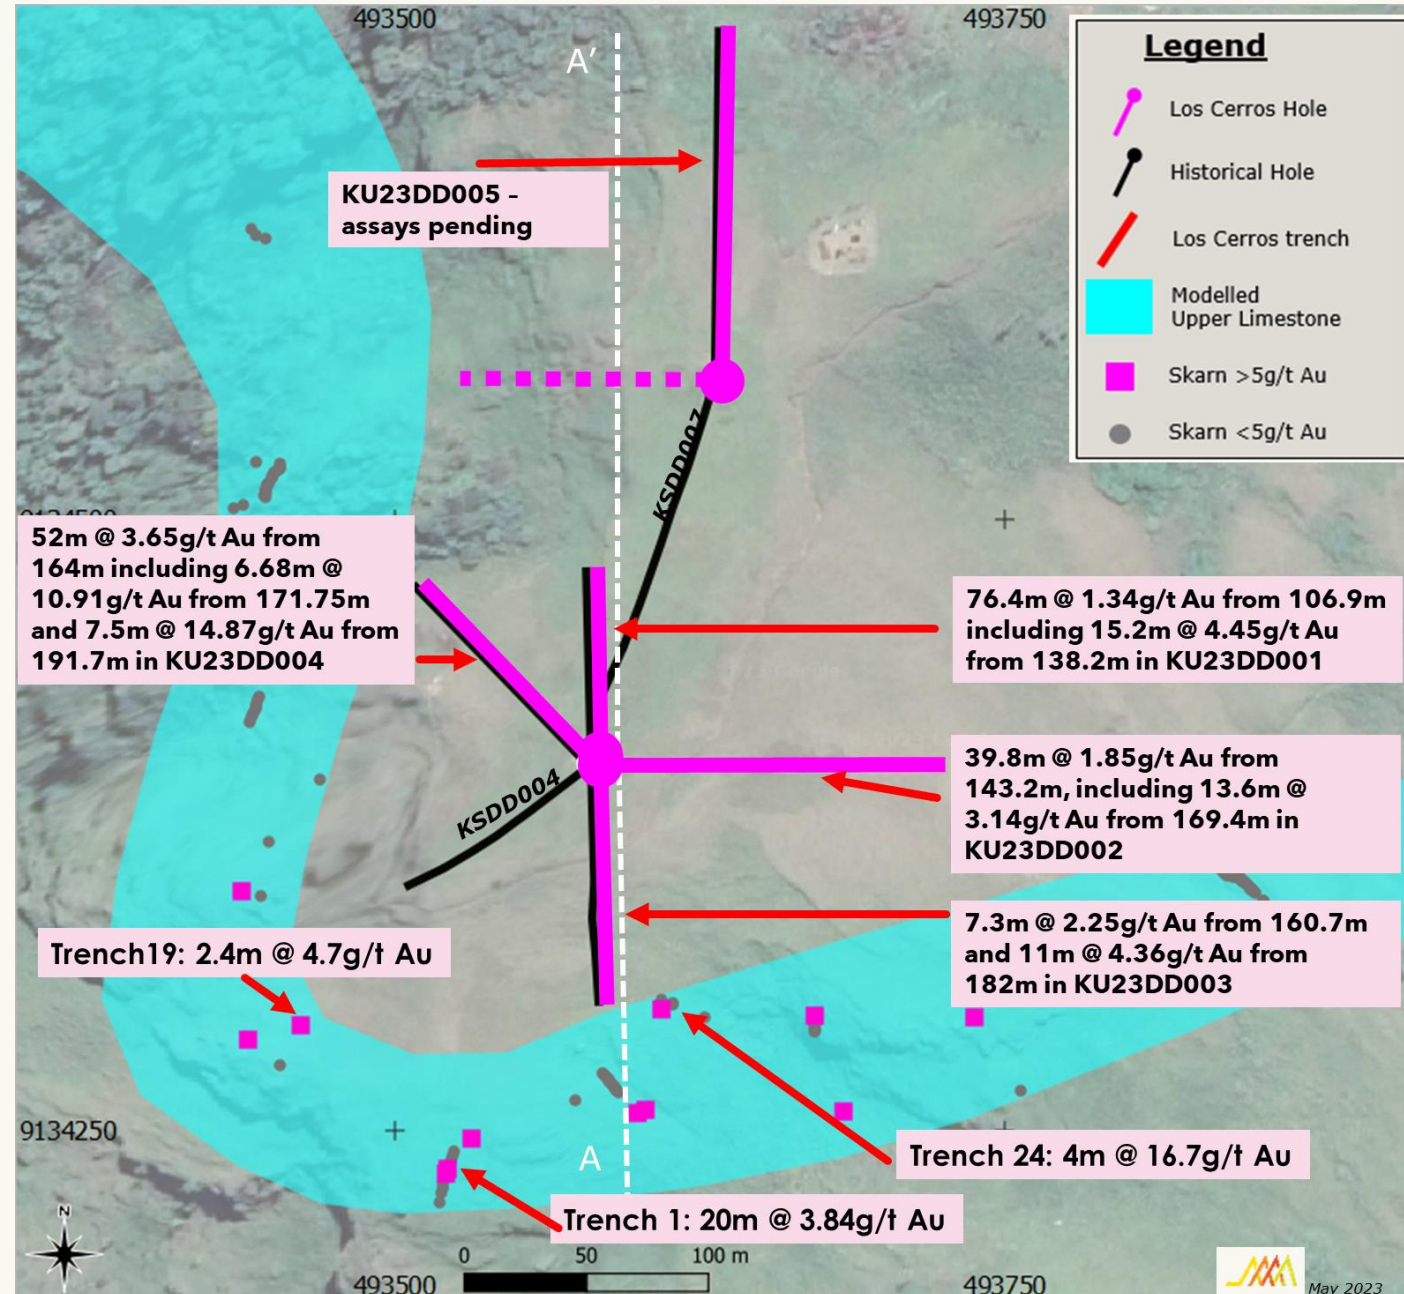 493500
493750
A’
Legend
Los Cerros Hole
Historical Hole
Los Cerros trench
Modelled
Upper Limestone
Skarn >5g/t Au
Skarn <5g/t Au
KU23DD005 –
assays pending
KSDD007
52m @ 3.65g/t Au from
164m including 6.68m @
10.91g/t Au from 171.75m
and 7.5m @ 14.87g/t Au from
191.7m in KU23DD004
76.4m @ 1.34g/t Au from 106.9m
including 15.2m @ 4.45g/t Au
from 138.2m in KU23DD001
39.8m @ 1.85g/t Au from
143.2m, including 13.6m @
3.14g/t Au from 169.4m in
KU23DD002
KSDD004
7.3m @ 2.25g/t Au from 160.7m
and 11m @ 4.36g/t Au from
182m in KU23DD003
Trench19: 2.4m @ 4.7g/t Au
9134250
A
Trench 24: 4m @ 16.7g/t Au
Trench 1: 20m @ 3.84g/t Au
N
0 50 100 m
493500
493750
May 2023